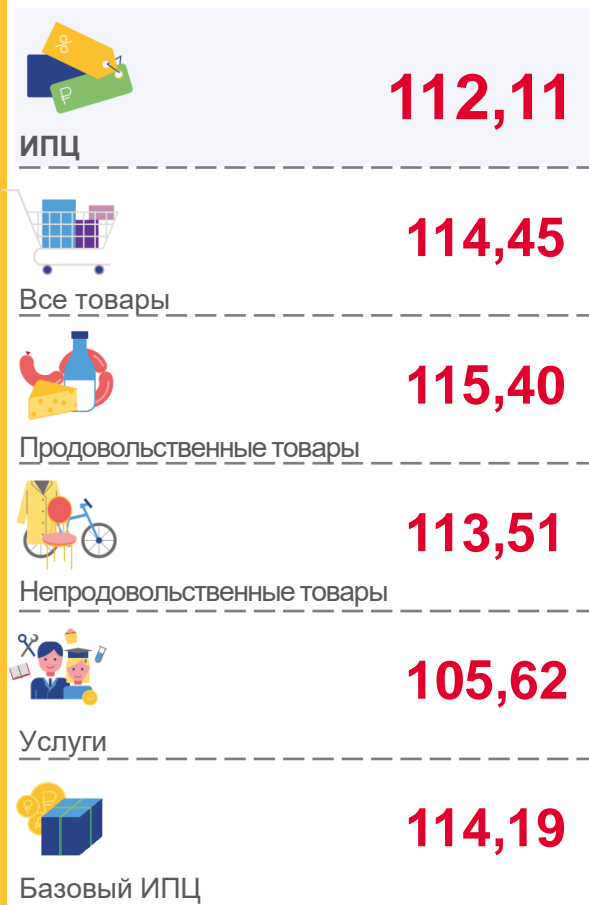 112,11
ИПЦ
114,45
Все товары
115,40
Продовольственные товары
113,51
Непродовольственные товары
105,62
Услуги
114,19
Базовый ИПЦ